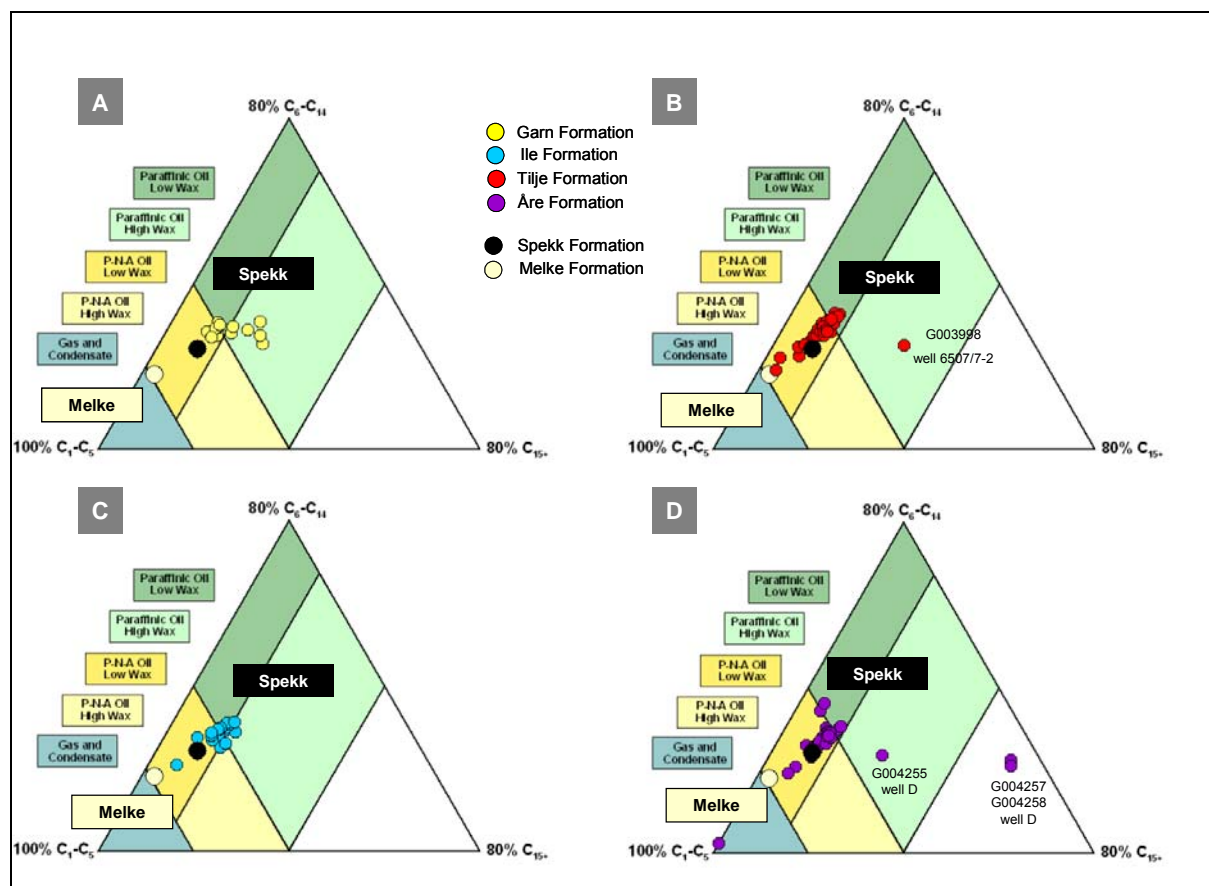 A
80% C6-C14
Paraffinic Oil
Low Wax
Paraffinic Oil
High Wax
P-N-A Oil
Low Wax
P-N-A Oil
High Wax
Gas and
Condensate
Spekk
Melke
100% C1-C5
80% C15+
Garn Formation
Ile Formation
Tilje Formation
Åre Formation
Spekk Formation
Melke Formation
B
80% C6-C14
Paraffinic Oil
Low Wax
Paraffinic Oil
High Wax
P-N-A Oil
Low Wax
P-N-A Oil
High Wax
Gas and
Condensate
Spekk
G003998
well 6507/7-2
Melke
100% C1-C5
80% C15+
C
80% C6-C14
Paraffinic Oil
Low Wax
Paraffinic Oil
High Wax
P-N-A Oil
Low Wax
P-N-A Oil
High Wax
Gas and
Condensate
Spekk
Melke
100% C1-C5
80% C15+
D
80% C6-C14
Paraffinic Oil
Low Wax
Paraffinic Oil
High Wax
P-N-A Oil
Low Wax
P-N-A Oil
High Wax
Gas and
Condensate
Spekk
G004255
well D
G004257
G004258
well D
Melke
100% C1-C5
80% C15+